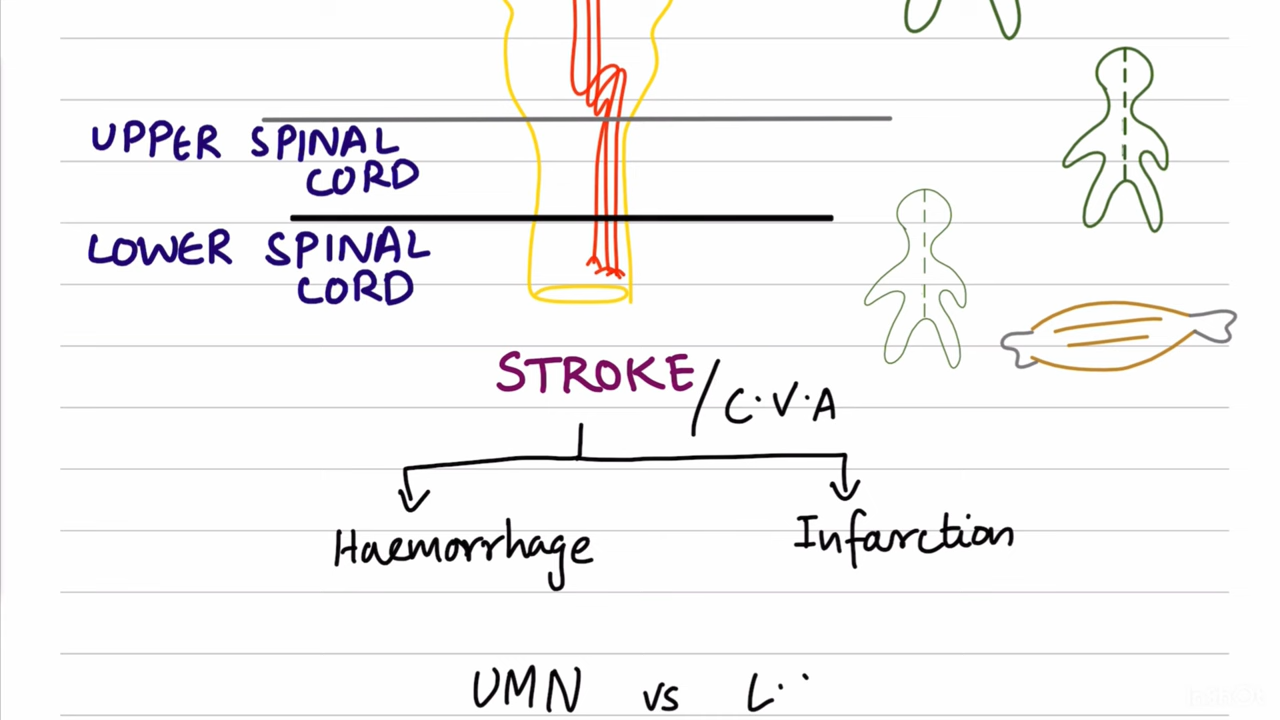 UPPER SPINAL
CORD
LOWER SPINAL
CORD
STROKE/C.V.A
Haemorrhage
Infarction
UMN vs L..